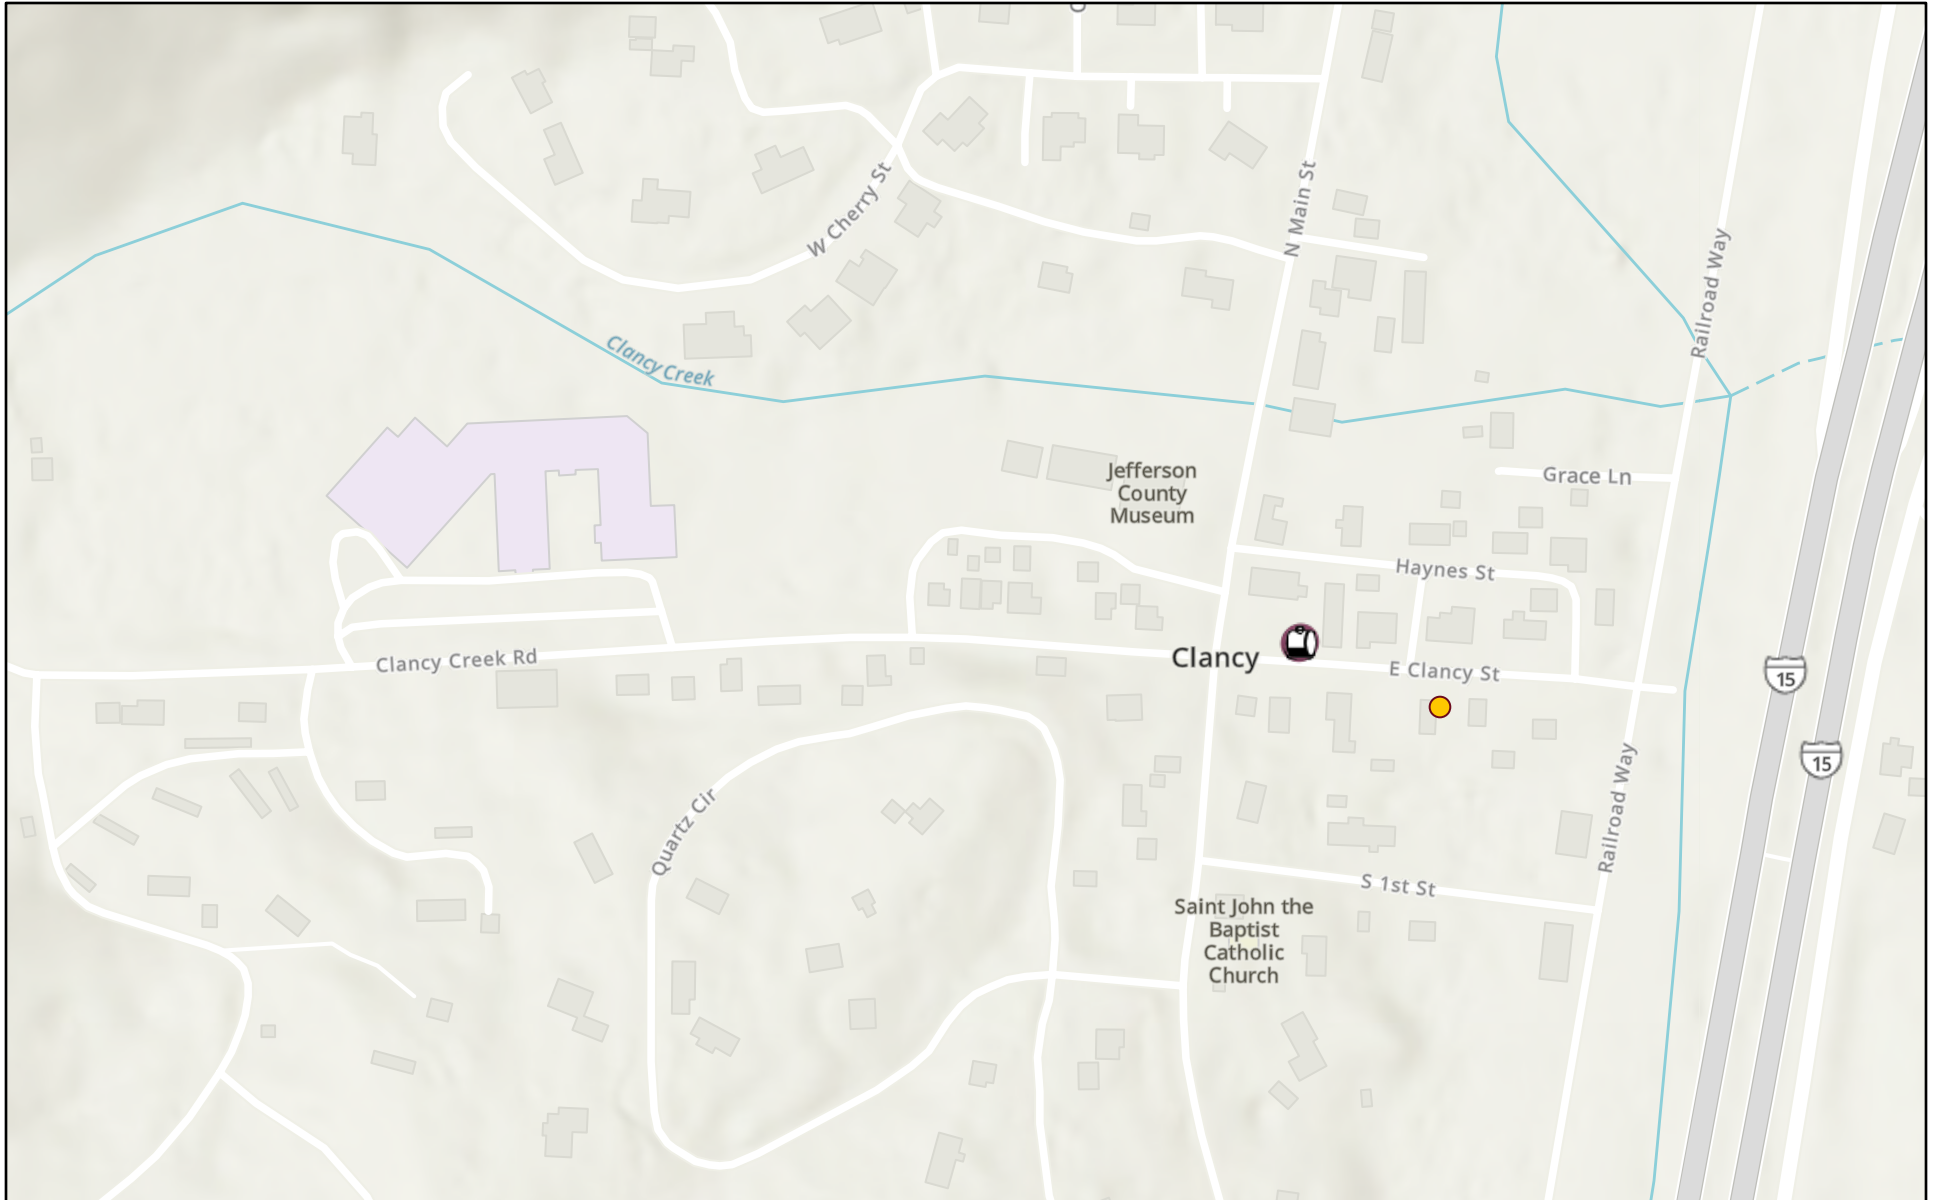 W Cherry St
N Main St
Railroad Way
Clancy Creek
Jefferson
County
Museum
Grace Ln
Haynes St
Clancy Creek Rd
Clancy
E Clancy St
15
15
Quartz Cir
Railroad Way
S 1st St
Saint John the
Baptist
Catholic
Church